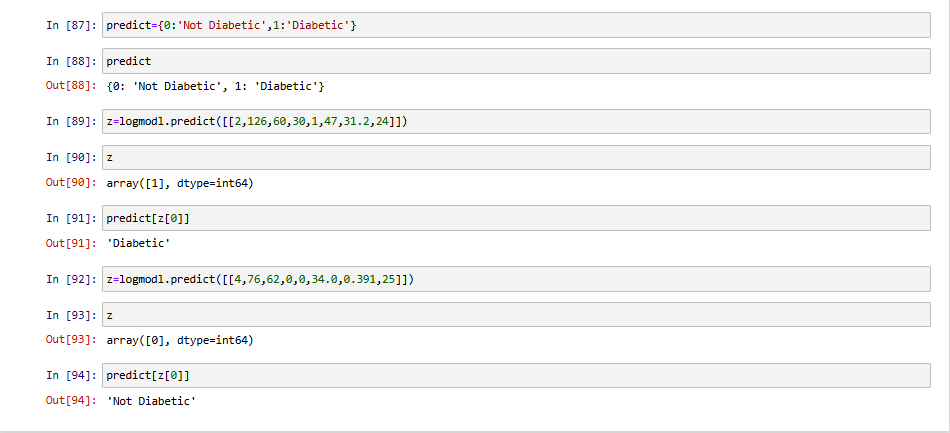 In [87]: predict={0:'Not Diabetic',1:'Diabetic'}
In [88]: predict
Out[88]: {0: 'Not Diabetic', 1: 'Diabetic'}
In [89]: z=logmodl.predict([[2,126,60,30,1,47,31.2,24]])
In [90]: z
Out[90]: array([1], dtype=int64)
In [91]: predict[z[0]]
Out[91]: 'Diabetic'
In [92]: z=logmodl.predict([[4,76,62,0,0,34.0,0.391,25]])
In [93]: z
Out[93]: array([0], dtype=int64)
In [94]: predict[z[0]]
Out[94]: 'Not Diabetic'